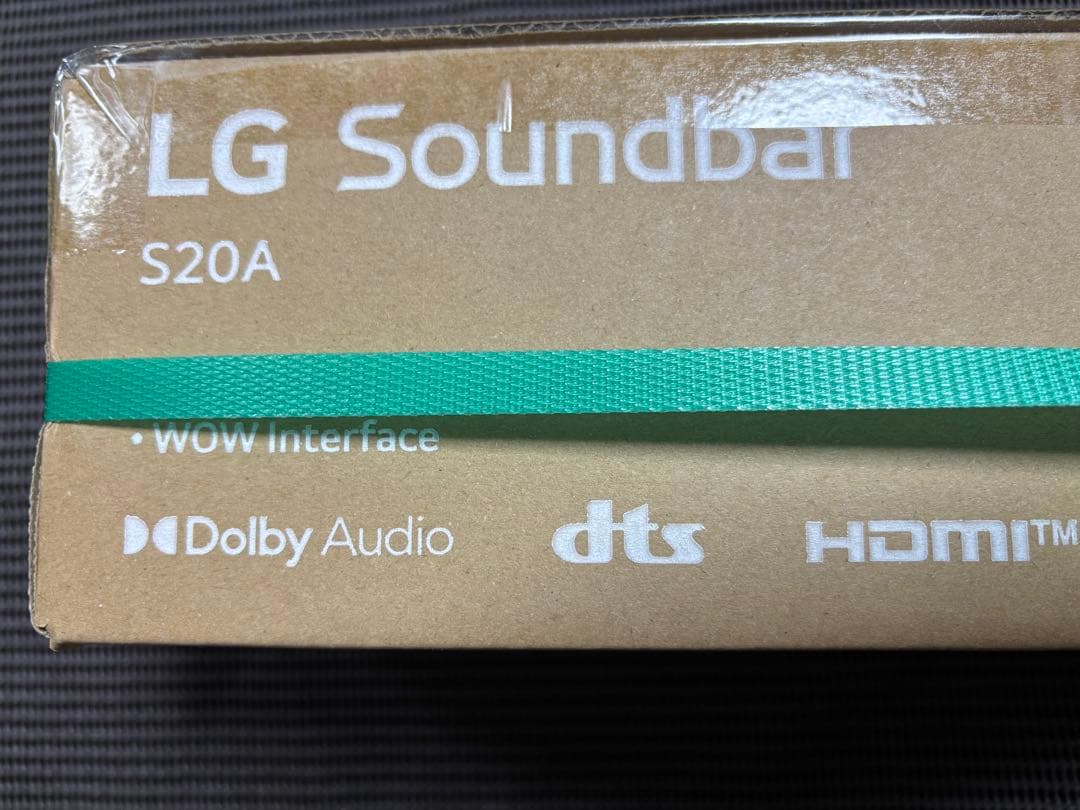 LG Soundbar
S20A
• WOW Interface
Dolby Audio dts HDMI™